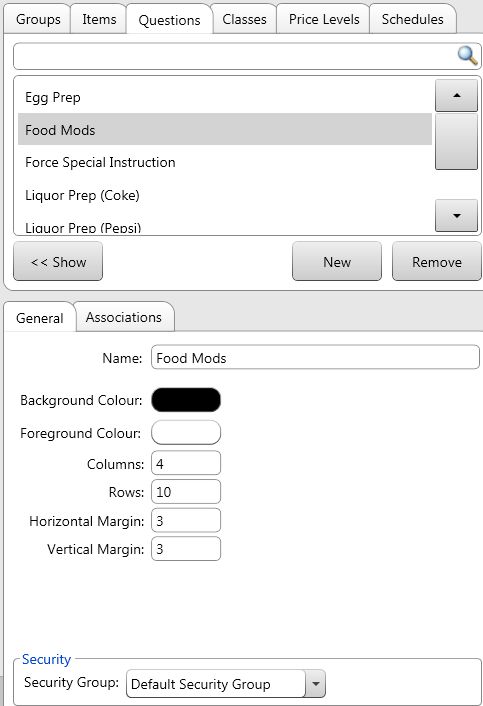 Groups Items Questions Classes Price Levels Schedules
Egg Prep
Food Mods
Force Special Instruction
Liquor Prep (Coke)
Liquor Prep (Pepsi)
<< Show New Remove
General Associations
Name: Food Mods
Background Colour:
Foreground Colour:
Columns: 4
Rows: 10
Horizontal Margin: 3
Vertical Margin: 3
Security
Security Group: Default Security Group